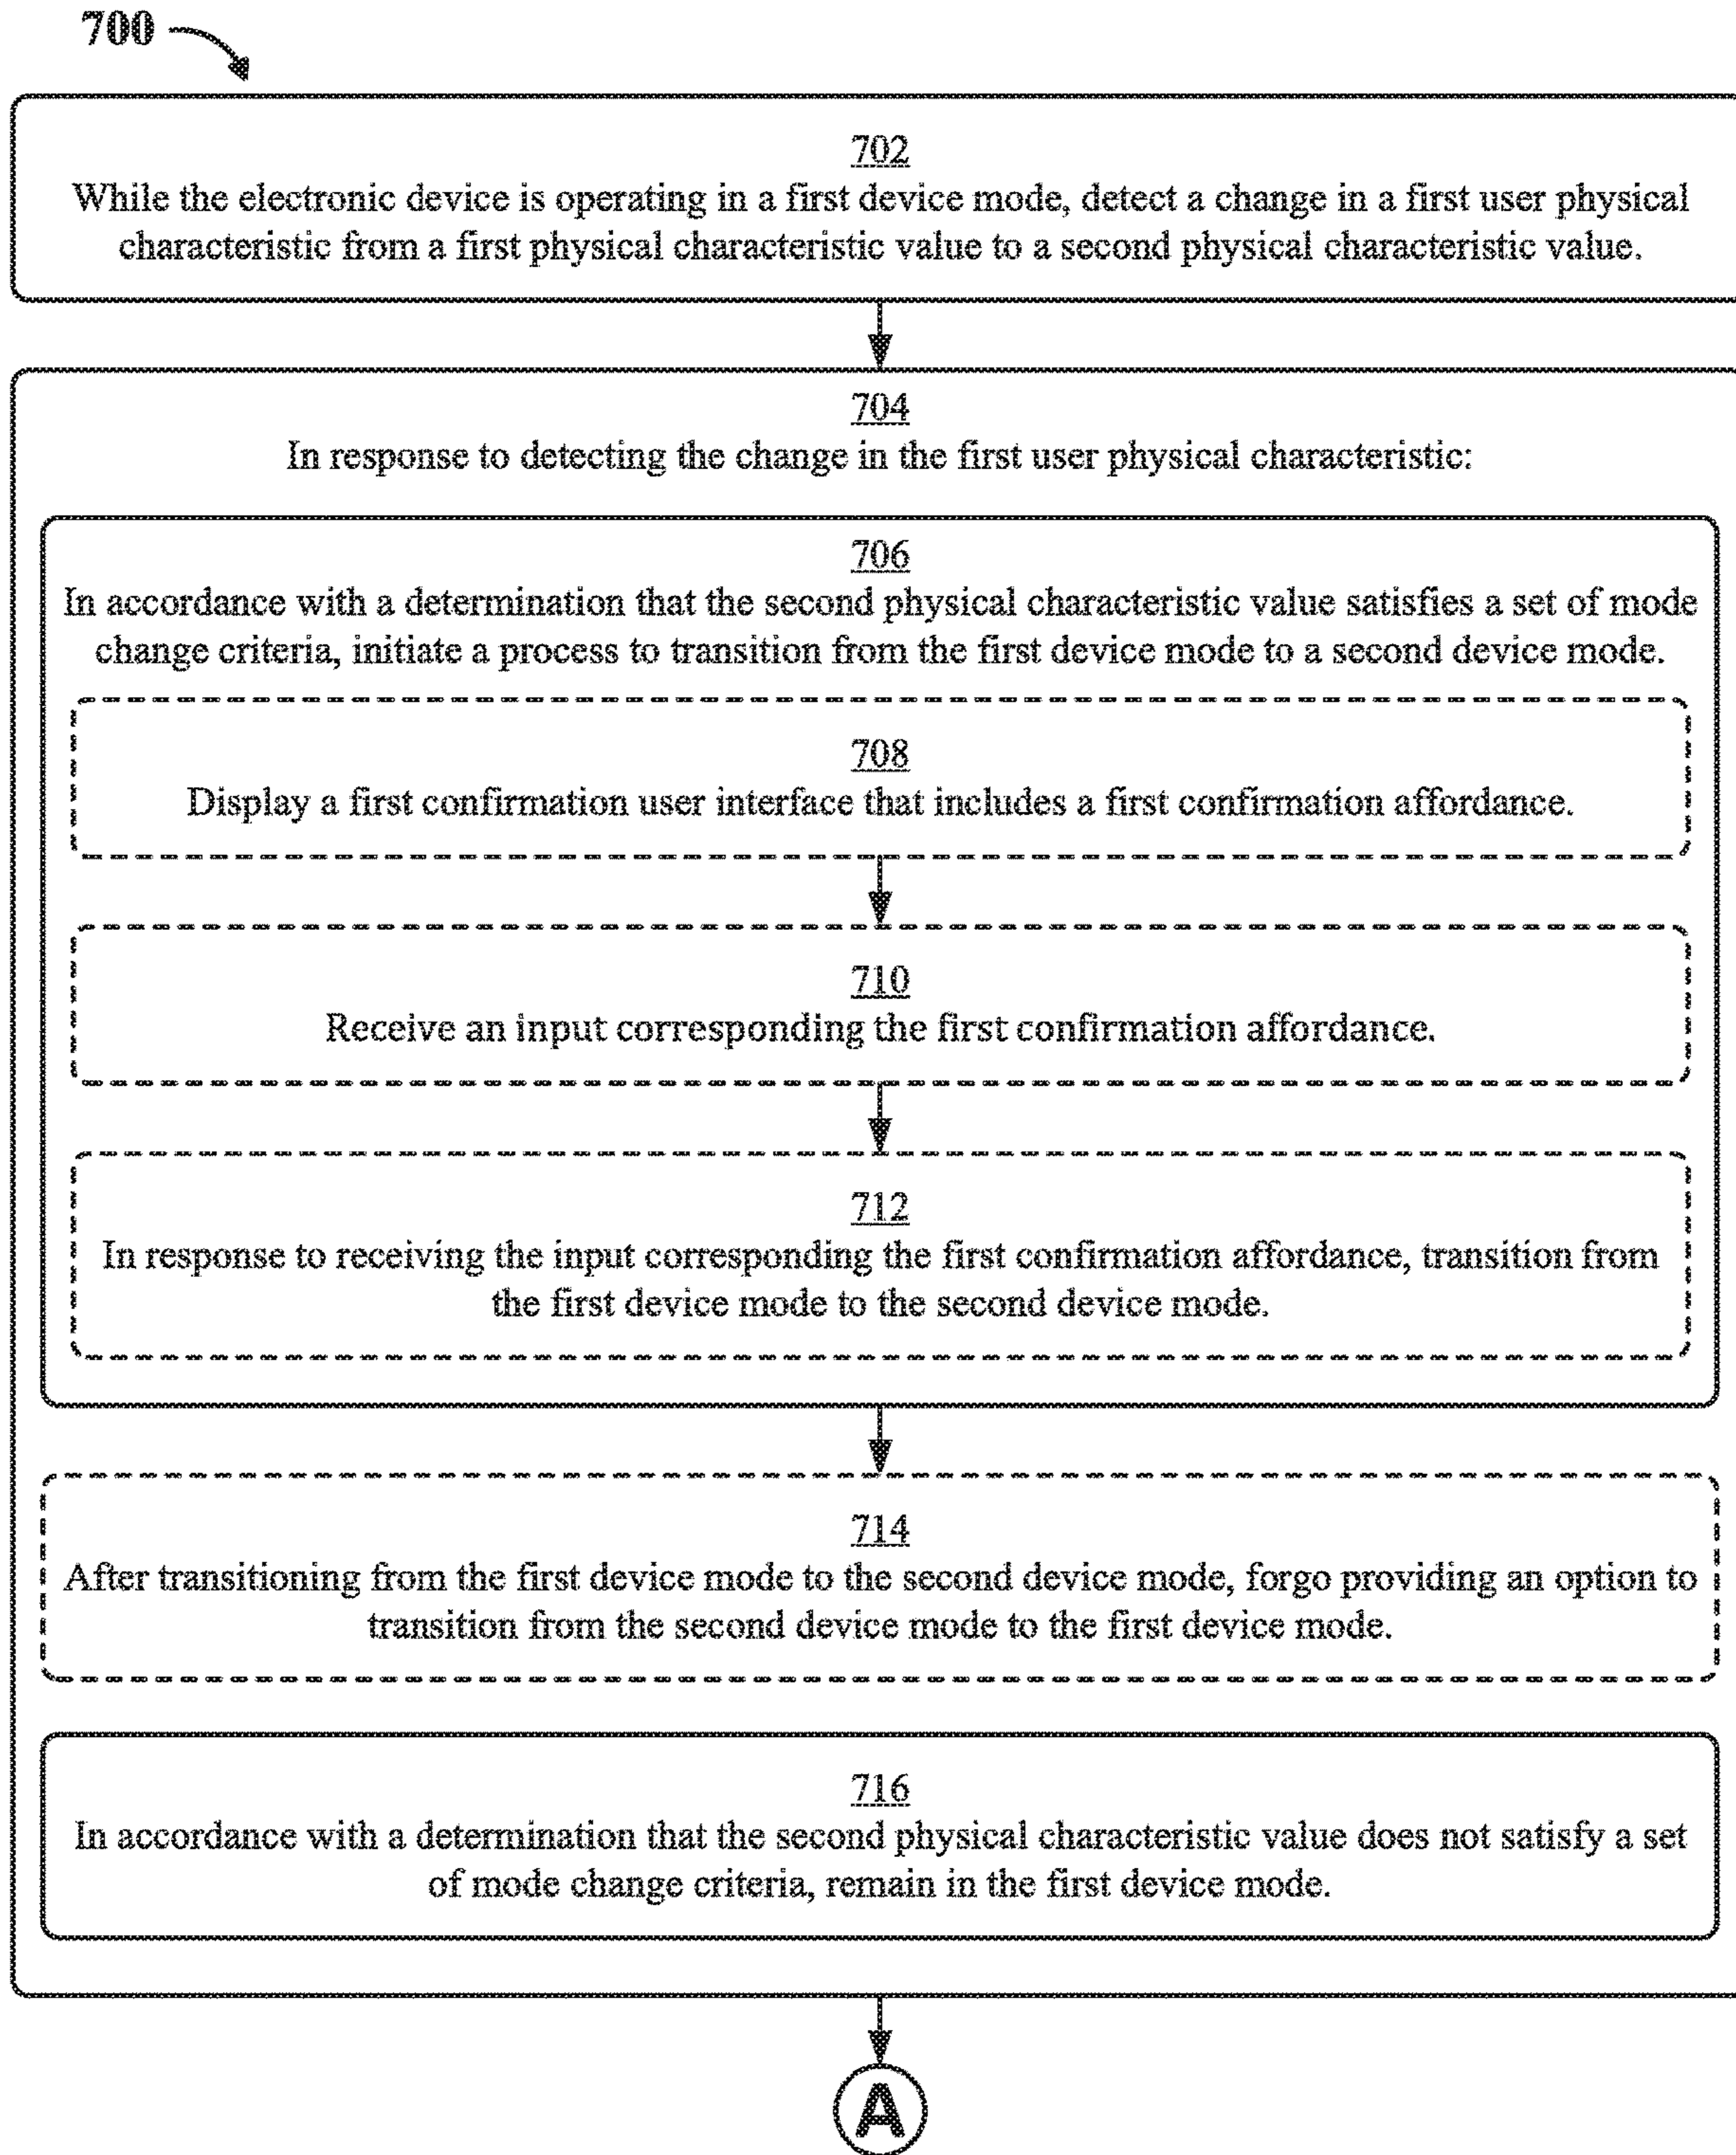 700
702
While the electronic device is operating in a first device mode, detect a change in a first user physical
characteristic from a first physical characteristic value to a second physical characteristic value.
704
In response to detecting the change in the first user physical characteristic:
706
In accordance with a determination that the second physical characteristic value satisfies a set of mode
change criteria, initiate a process to transition from the first device mode to a second device mode.
708
Display a first confirmation user interface that includes a first confirmation affordance.
710
Receive an input corresponding the first confirmation affordance.
712
In response to receiving the input corresponding the first confirmation affordance, transition from
the first device mode to the second device mode.
714
After transitioning from the first device mode to the second device mode, forgo providing an option to
transition from the second device mode to the first device mode.
716
In accordance with a determination that the second physical characteristic value does not satisfy a set
of mode change criteria, remain in the first device mode.
A